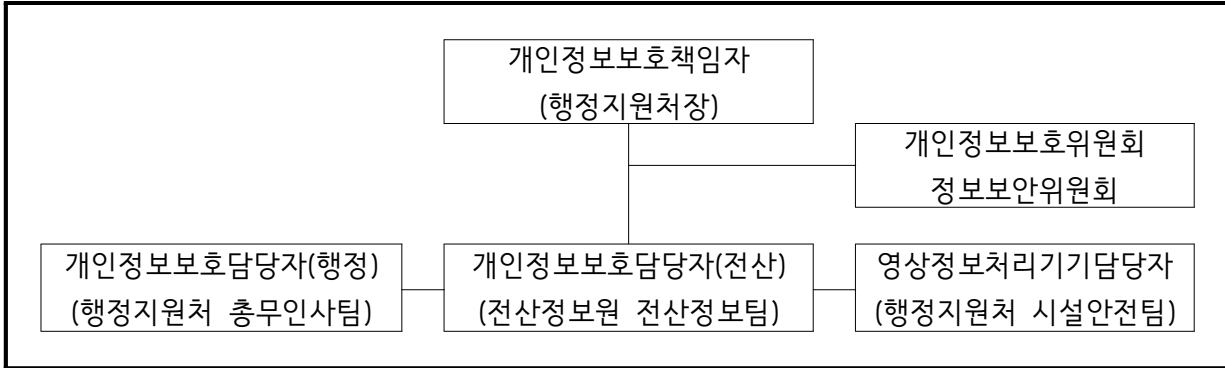 개인정보보호책임자
(행정지원처장)
개인정보보호위원회
정보보안위원회
개인정보보호담당자(행정)
(행정지원처 총무인사팀)
개인정보보호담당자(전산)
(전산정보원 전산정보팀)
영상정보처리기기담당자
(행정지원처 시설안전팀)